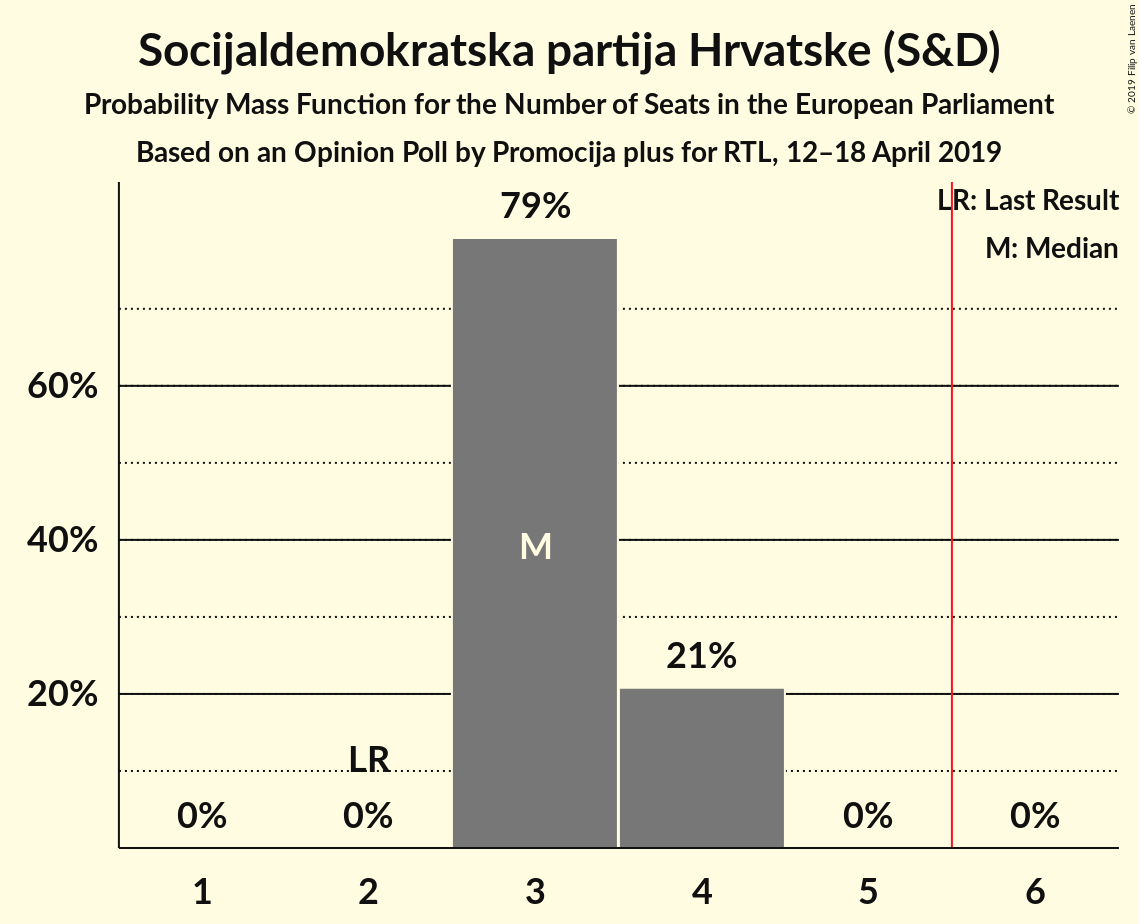 Socijaldemokratska partija Hrvatske (S&D)
Probability Mass Function for the Number of Seats in the European Parliament
Based on an Opinion Poll by Promocija plus for RTL, 12–18 April 2019
© 2019 Filip van Laenen
LR: Last Result
M: Median
79%
60%
40%
M
21%
20%
LR
0% 0% 0% 0%
1 2 3 4 5 6